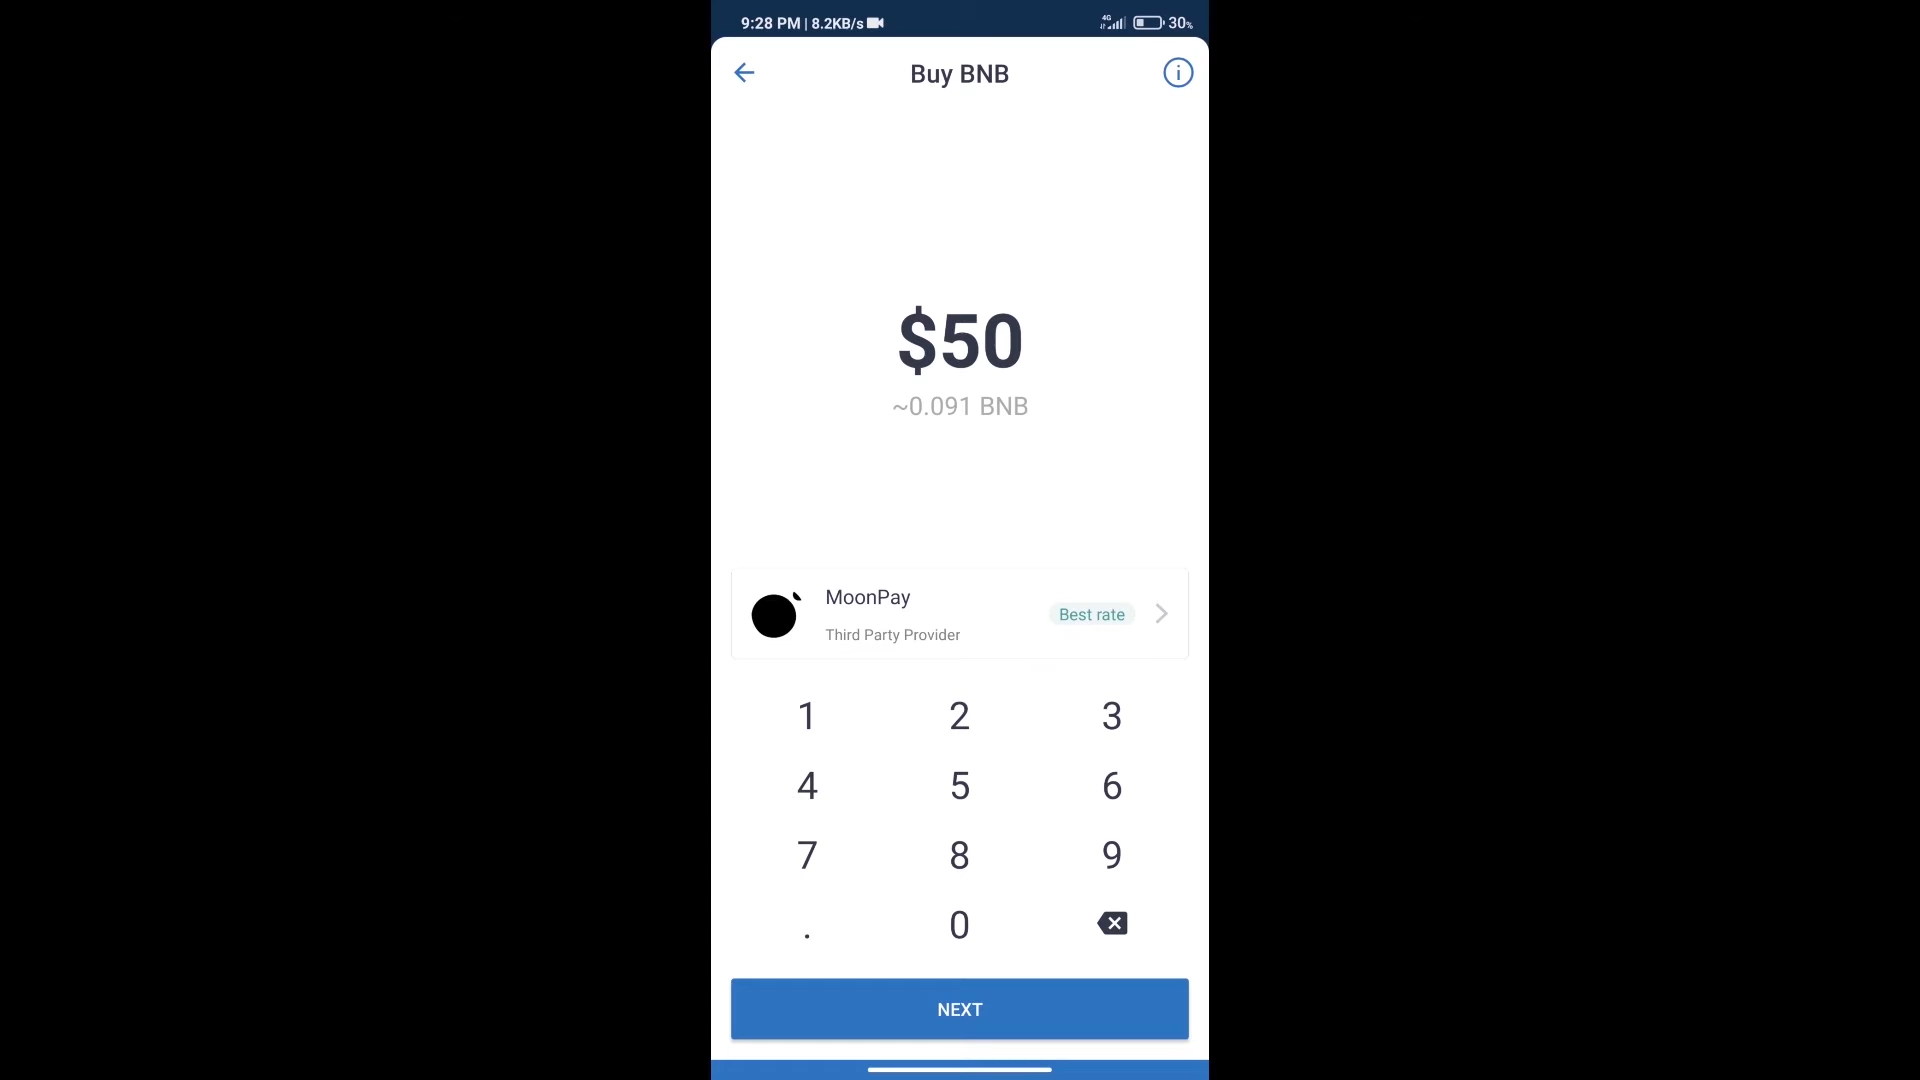 9:28 PM | 8.2KB/s 4G 30%
Buy BNB
$50
~0.091 BNB
MoonPay
Third Party Provider
Best rate
1 2 3
4 5 6
7 8 9
. 0
NEXT